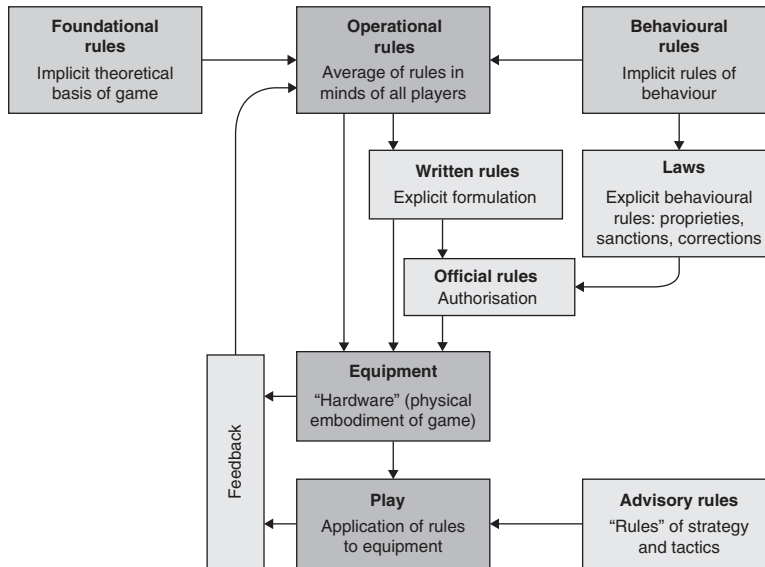 Foundational
rules
Implicit theoretical
basis of game
Operational
rules
Average of rules in
minds of all players
Behavioural
rules
Implicit rules of
behaviour
Written rules
Explicit formulation
Laws
Explicit behavioural
rules: proprieties,
sanctions, corrections
Official rules
Authorisation
Equipment
“Hardware” (physical
embodiment of game)
Feedback
Play
Application of rules
to equipment
Advisory rules
“Rules” of strategy
and tactics